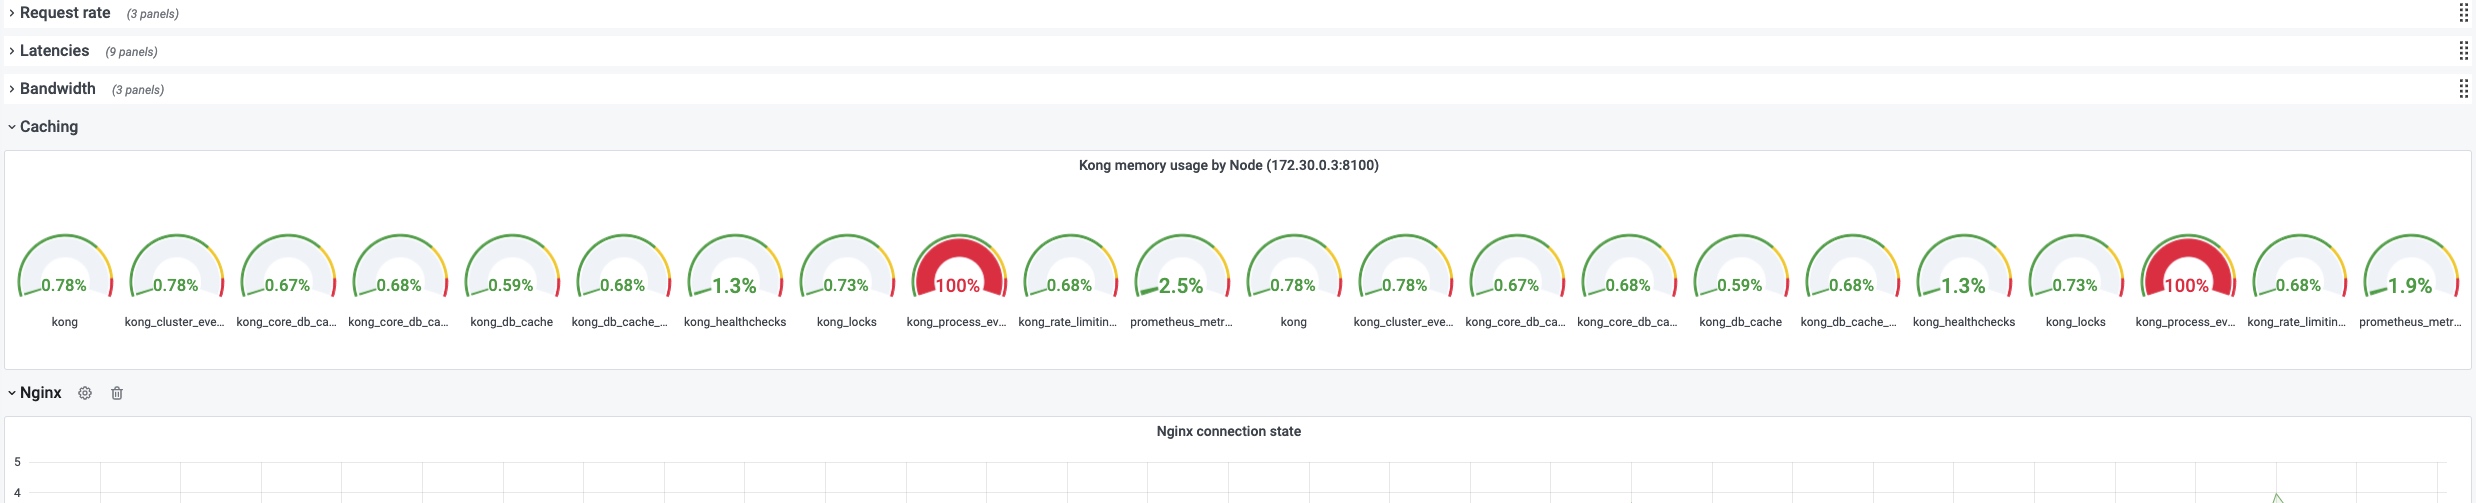 Request rate (3 panels)
Latencies (9 panels)
Bandwidth (3 panels)
Caching
Kong memory usage by Node (172.30.0.3:8100)
0.78% 0.78% 0.67% 0.68% 0.59% 0.68% 1.3% 0.73% 100% 0.68% 2.5% 0.78% 0.78% 0.67% 0.68% 0.59% 0.68% 1.3% 0.73% 100% 0.68% 1.9%
kong kong_cluster_eve... kong_core_db_ca... kong_core_db_ca... kong_db_cache kong_db_cache_... kong_healthchecks kong_locks kong_process_ev... kong_rate_limitin... prometheus_metr... kong kong_cluster_eve... kong_core_db_ca... kong_core_db_ca... kong_db_cache kong_db_cache_... kong_healthchecks kong_locks kong_process_ev... kong_rate_limitin... prometheus_metr...
Nginx
Nginx connection state
5
4